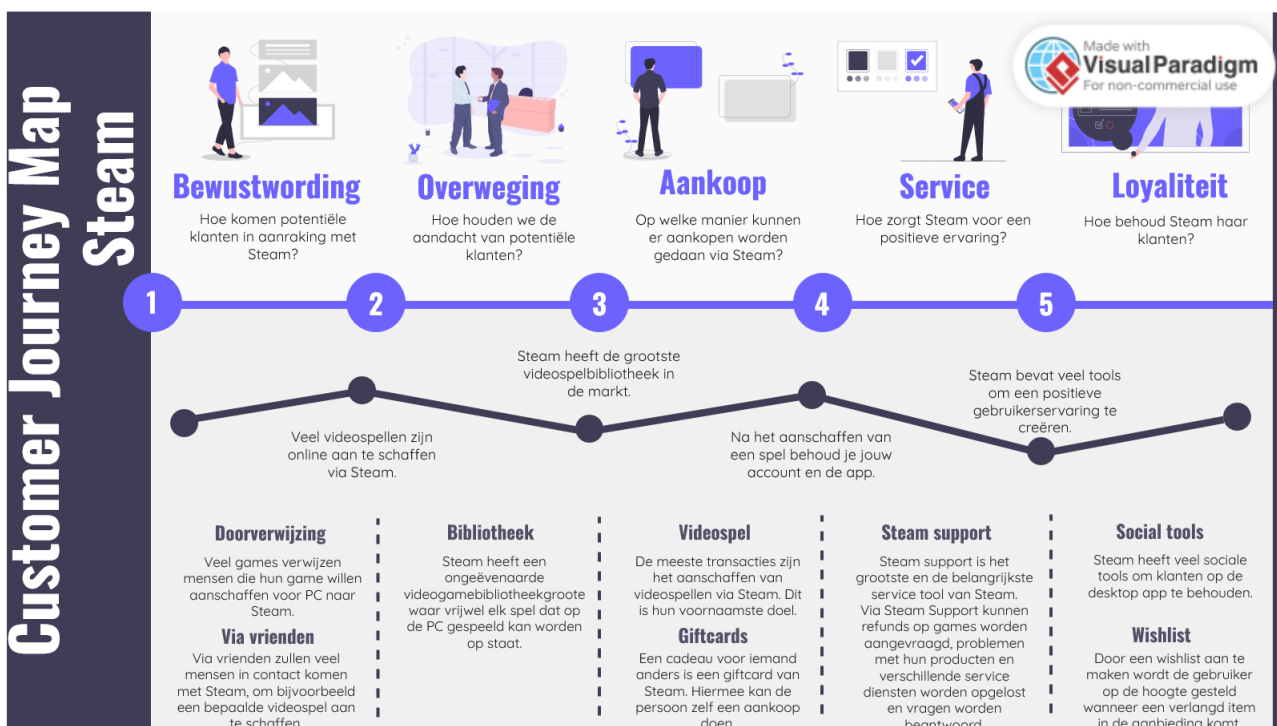 Customer Journey Map
Steam
Made with
Visual Paradigm
For non-commercial use
Bewustwording
Hoe komen potentiële
klanten in aanraking met
Steam?
Overweging
Hoe houden we de
aandacht van potentiële
klanten?
Aankoop
Op welke manier kunnen
er aankopen worden
gedaan via Steam?
Service
Hoe zorgt Steam voor een
positieve ervaring?
Loyaliteit
Hoe behoud Steam haar
klanten?
1
2
3
4
5
Veel videospellen zijn
online aan te schaffen
via Steam.
Steam heeft de grootste
videospelbibliotheek in
de markt.
Na het aanschaffen van
een spel behoud je jouw
account en de app.
Steam bevat veel tools
om een positieve
gebruikerservaring te
creëren.
Doorverwijzing
Veel games verwijzen
mensen die hun game willen
aanschaffen voor PC naar
Steam.
Via vrienden
Via vrienden zullen veel
mensen in contact komen
met Steam, om bijvoorbeeld
een bepaalde videospel aan
te schaffen.
Bibliotheek
Steam heeft een
ongeëvenaarde
videogamebibliotheekgroote
waar vrijwel elk spel dat op
de PC gespeeld kan worden
op staat.
Videospel
De meeste transacties zijn
het aanschaffen van
videospellen via Steam. Dit
is hun voornaamste doel.
Giftcards
Een cadeau voor iemand
anders is een giftcard van
Steam. Hiermee kan de
persoon zelf een aankoop
doen.
Steam support
Steam support is het
grootste en de belangrijkste
service tool van Steam.
Via Steam Support kunnen
refunds op games worden
aangevraagd, problemen
met hun producten en
verschillende service
diensten worden opgelost
en vragen worden
beantwoord.
Social tools
Steam heeft veel sociale
tools om klanten op de
desktop app te behouden.
Wishlist
Door een wishlist aan te
maken wordt de gebruiker
op de hoogte gesteld
wanneer een verlangd item
in de aanbieding komt.